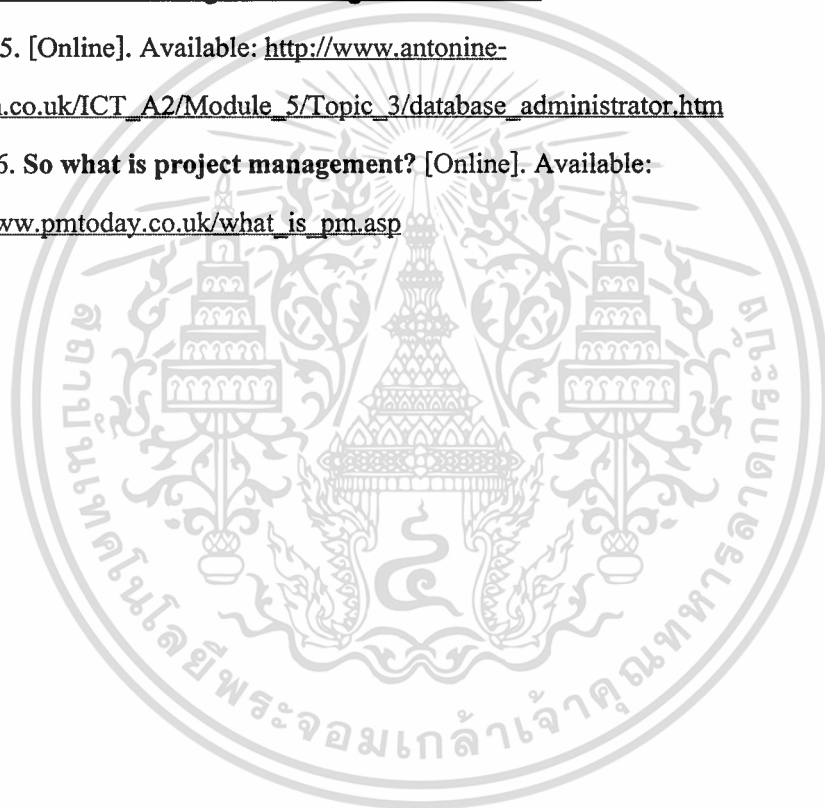 5. [Online]. Available: http://www.antonine-
.co.uk/ICT_A2/Module_5/Topic_3/database_administrator.htm
6. So what is project management? [Online]. Available:
ww.pmtoday.co.uk/what_is_pm.asp
สถาบันเทคโนโลยีพระจอมเกล้าเจ้าคุณทหารลาดกระบัง